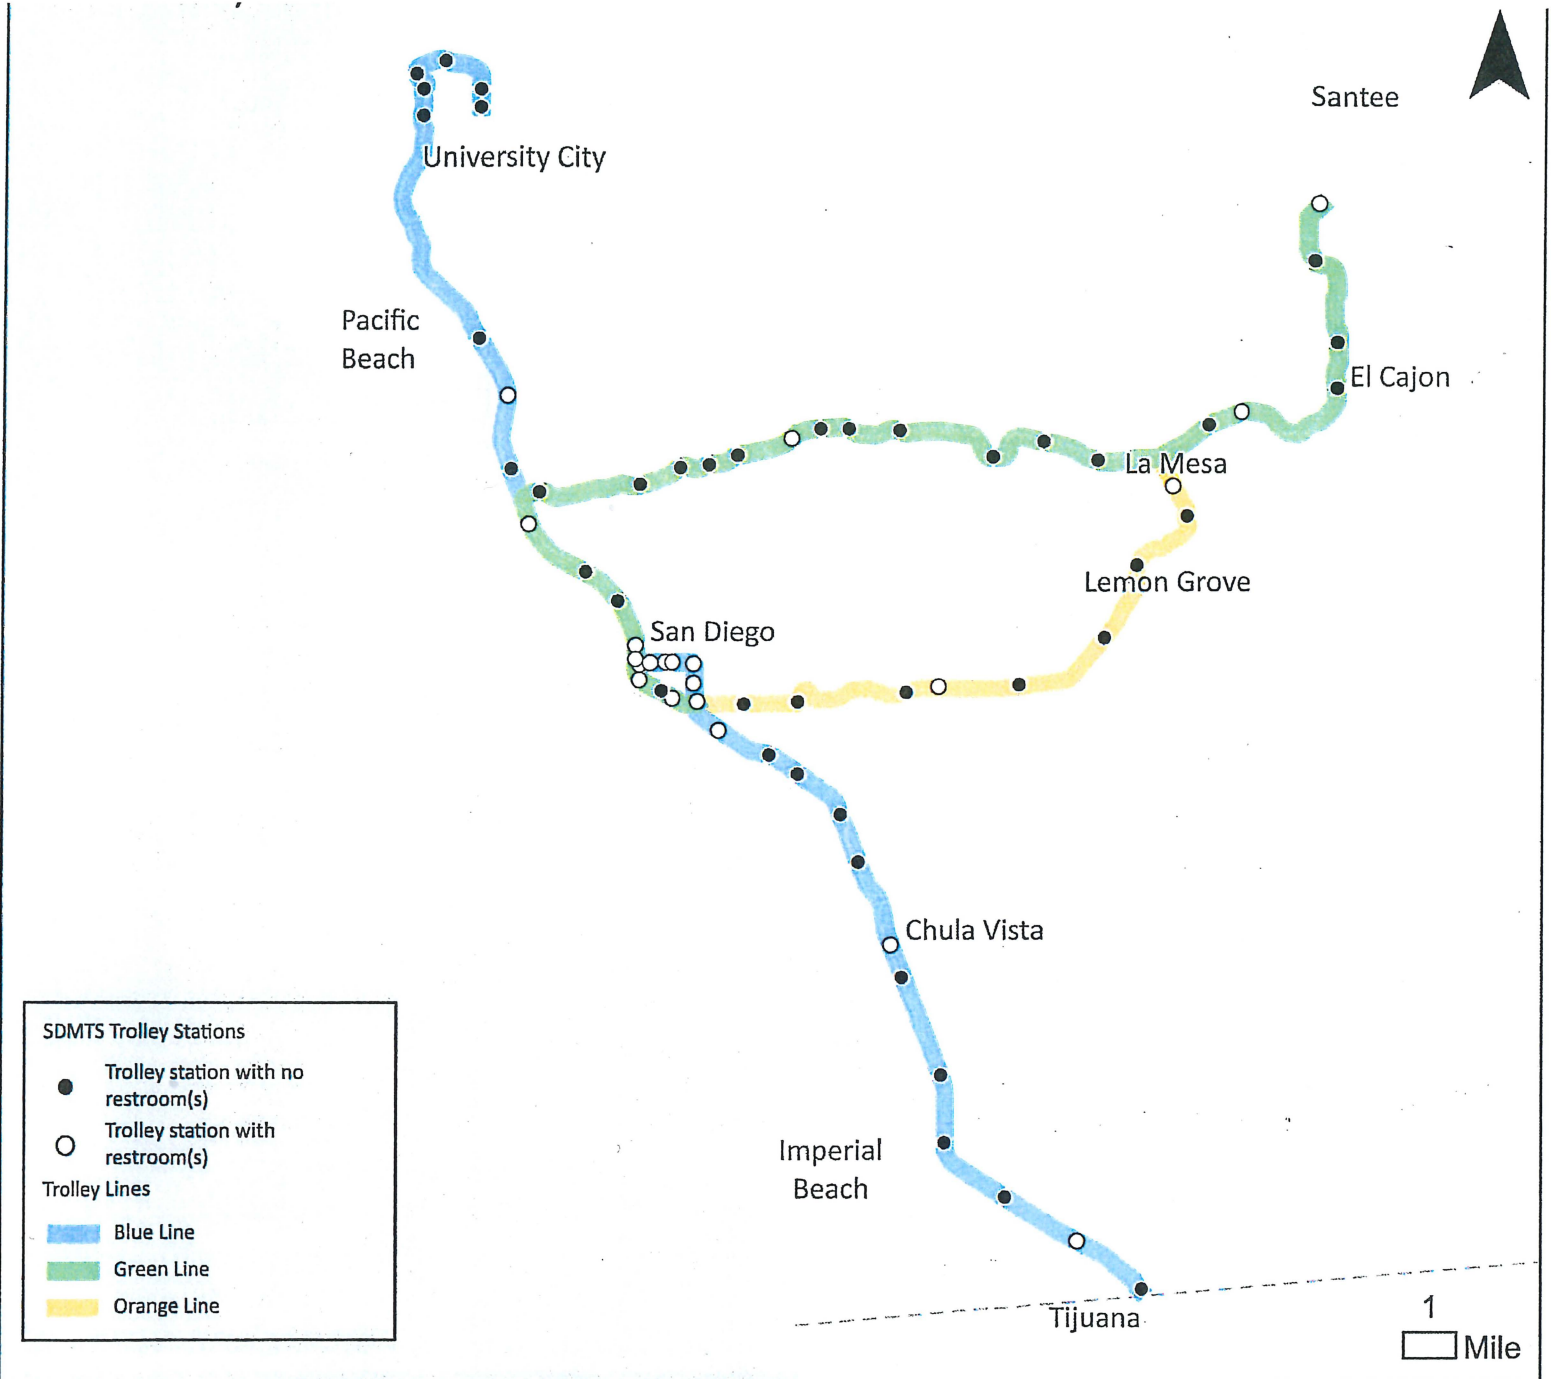 Santee
University City
Pacific
Beach
El Cajon
La Mesa
Lemon Grove
San Diego
Chula Vista
SDMTS Trolley Stations
Trolley station with no
restroom(s)
Trolley station with
restroom(s)
Trolley Lines
Blue Line
Green Line
Orange Line
Imperial
Beach
Tijuana
1
Mile